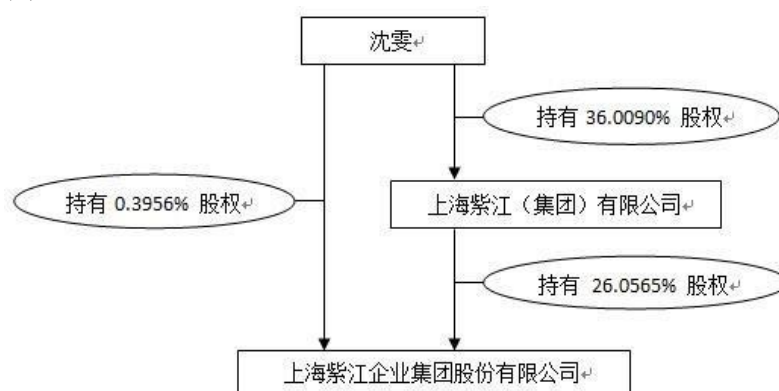 沈雯
持有 36.0090% 股权
持有 0.3956% 股权
上海紫江（集团）有限公司
持有 26.0565% 股权
上海紫江企业集团股份有限公司